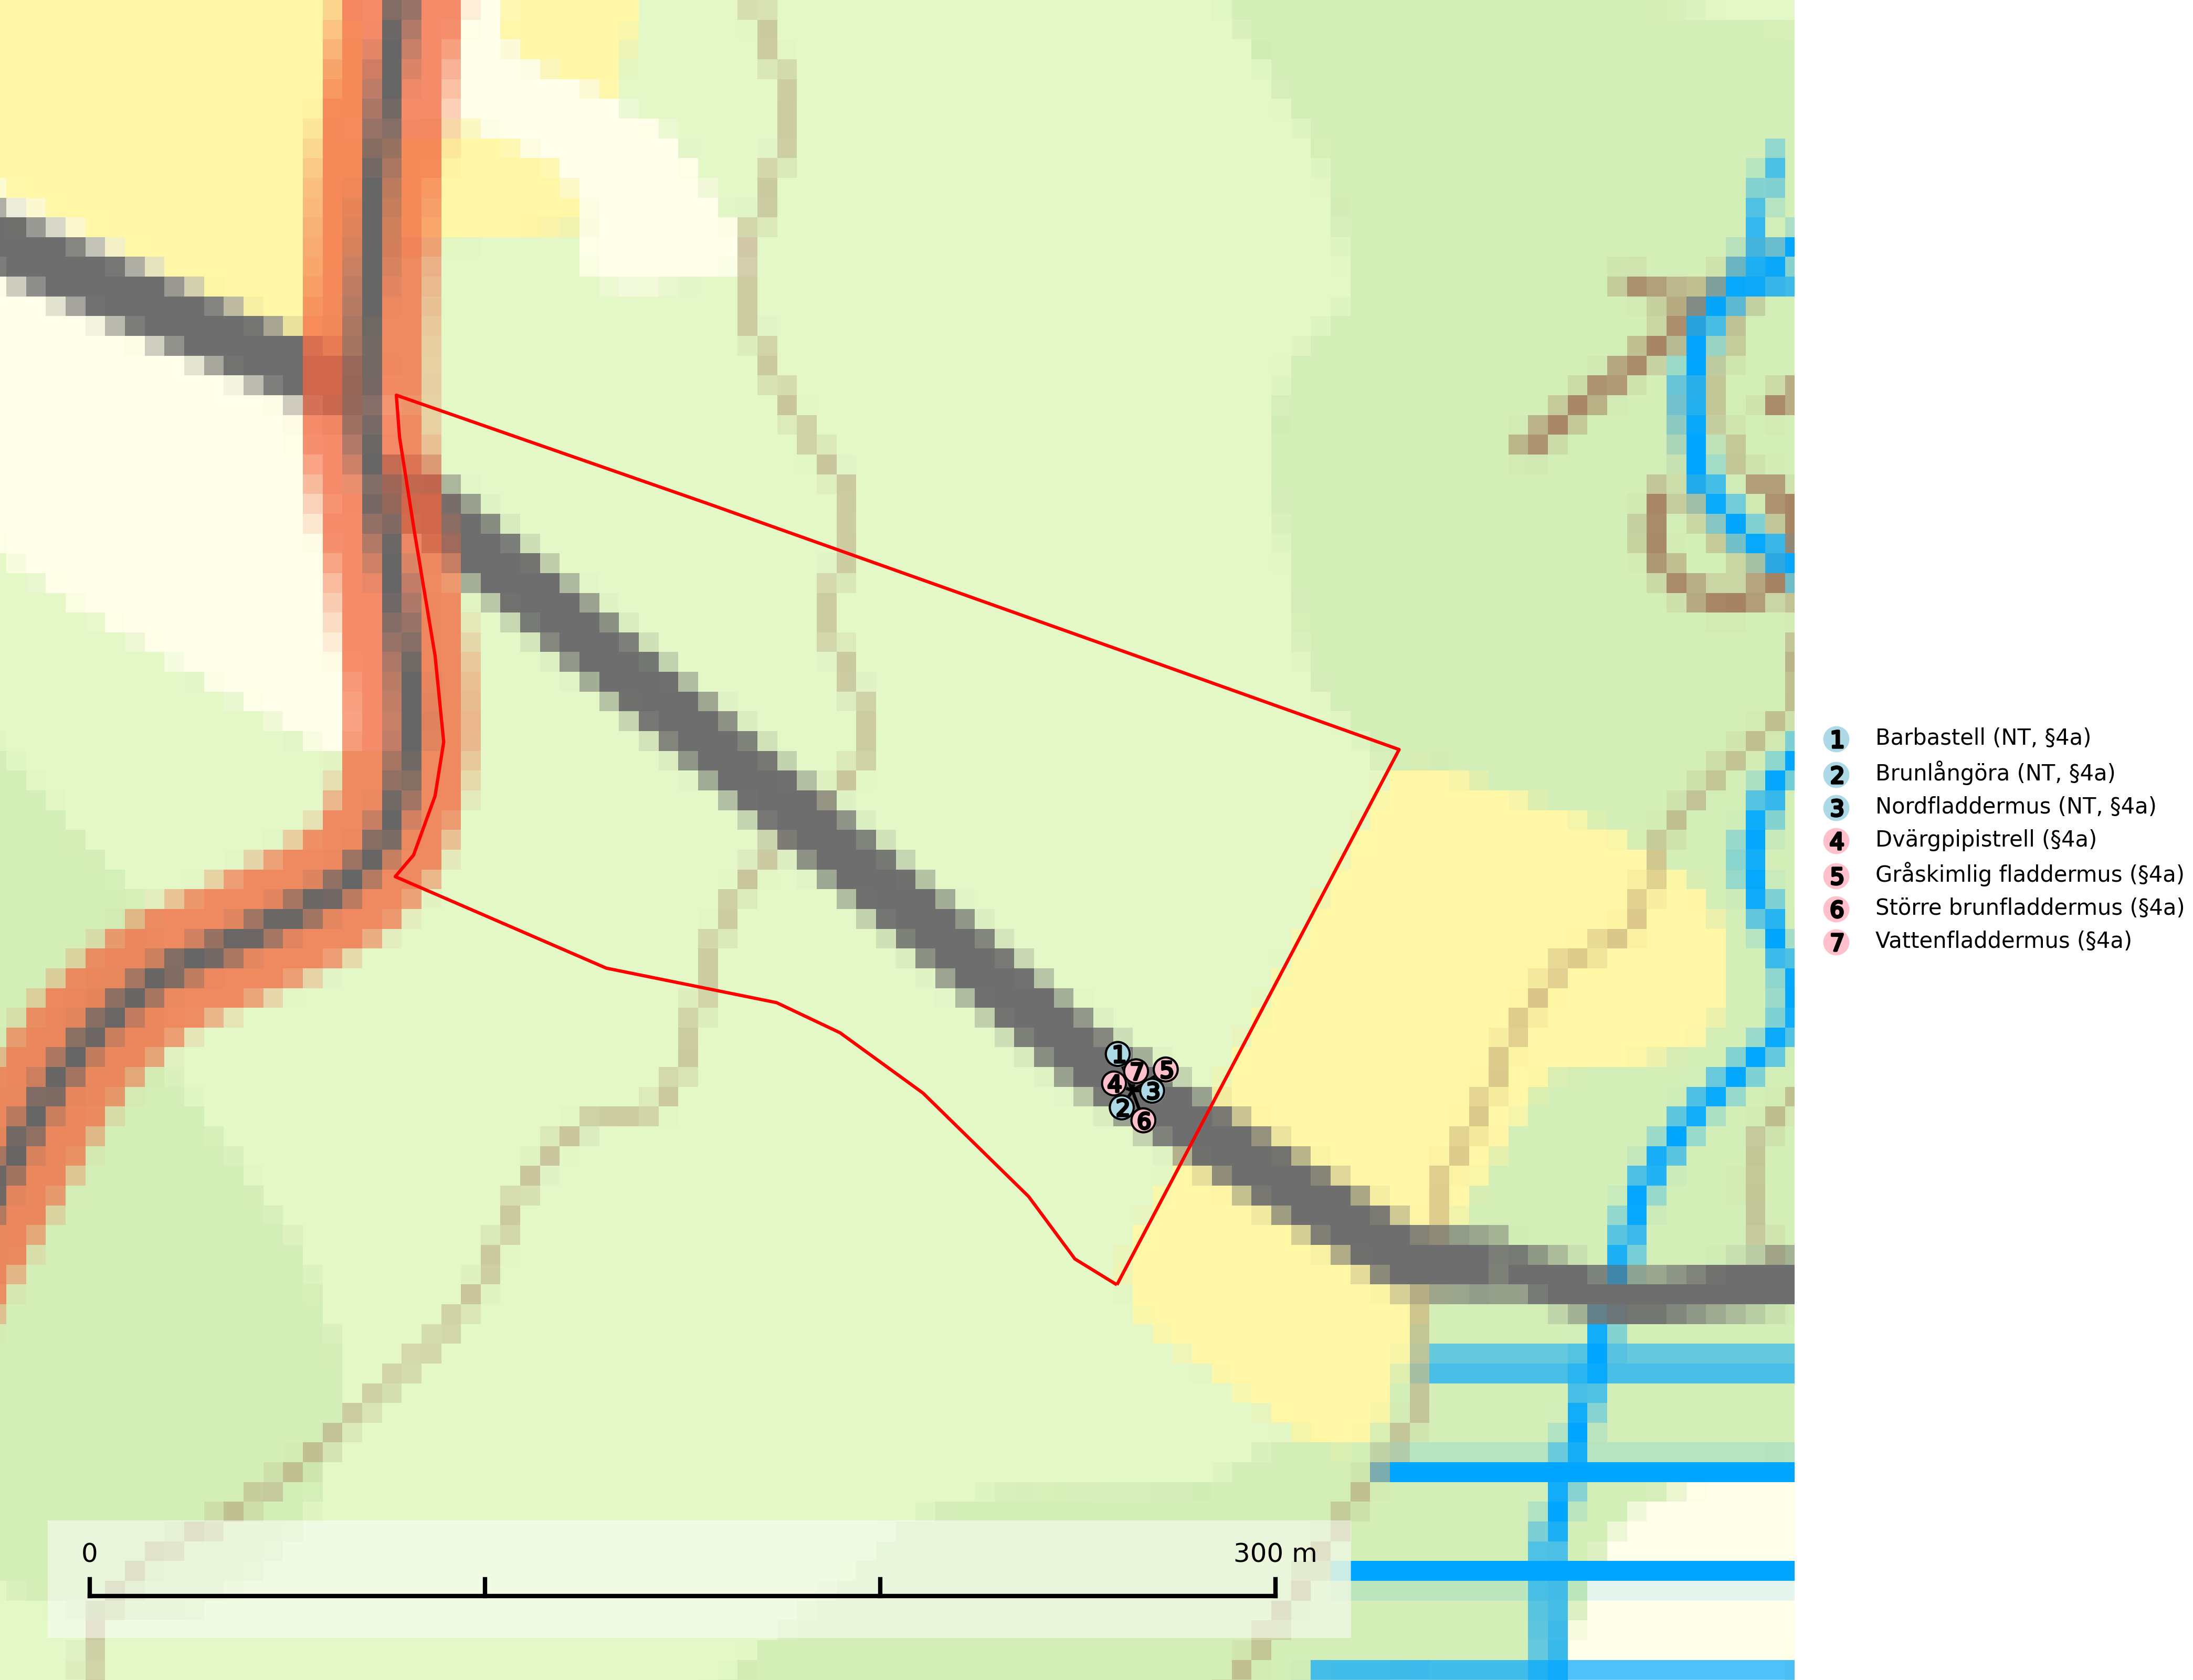 1 Barbastell (NT, §4a)
2 Brunlångöra (NT, §4a)
3 Nordfladdermus (NT, §4a)
4 Dvärgpipistrell (§4a)
5 Gråskimlig fladdermus (§4a)
6 Större brunfladdermus (§4a)
7 Vattenfladdermus (§4a)
1
7 5
4 3
2
6
0 300 m